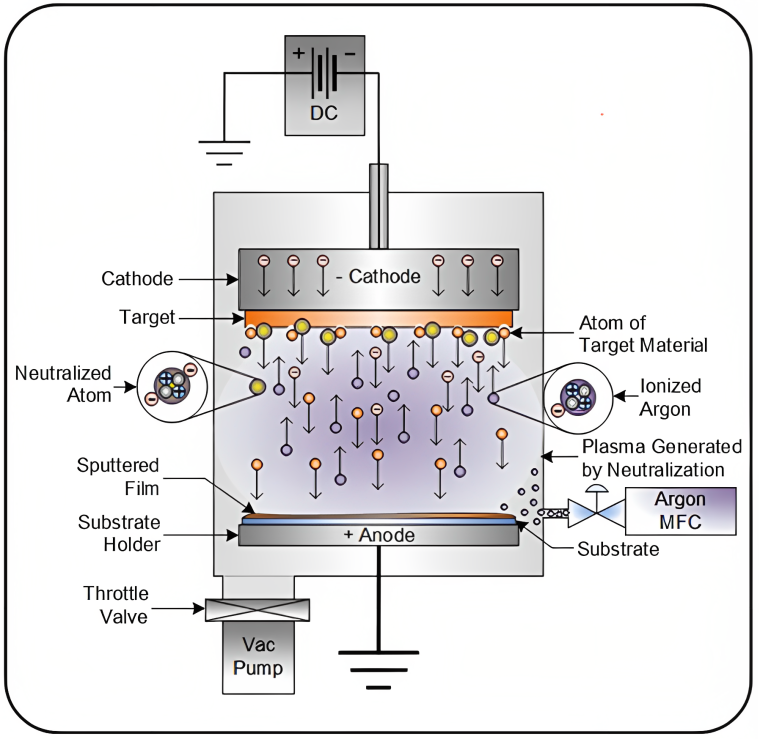 + −
DC
Cathode
- Cathode
Target
Atom of
Target Material
Neutralized
Atom
Ionized
Argon
Plasma Generated
by Neutralization
Sputtered
Film
Argon
MFC
Substrate
Holder
+ Anode
Substrate
Throttle
Valve
Vac
Pump